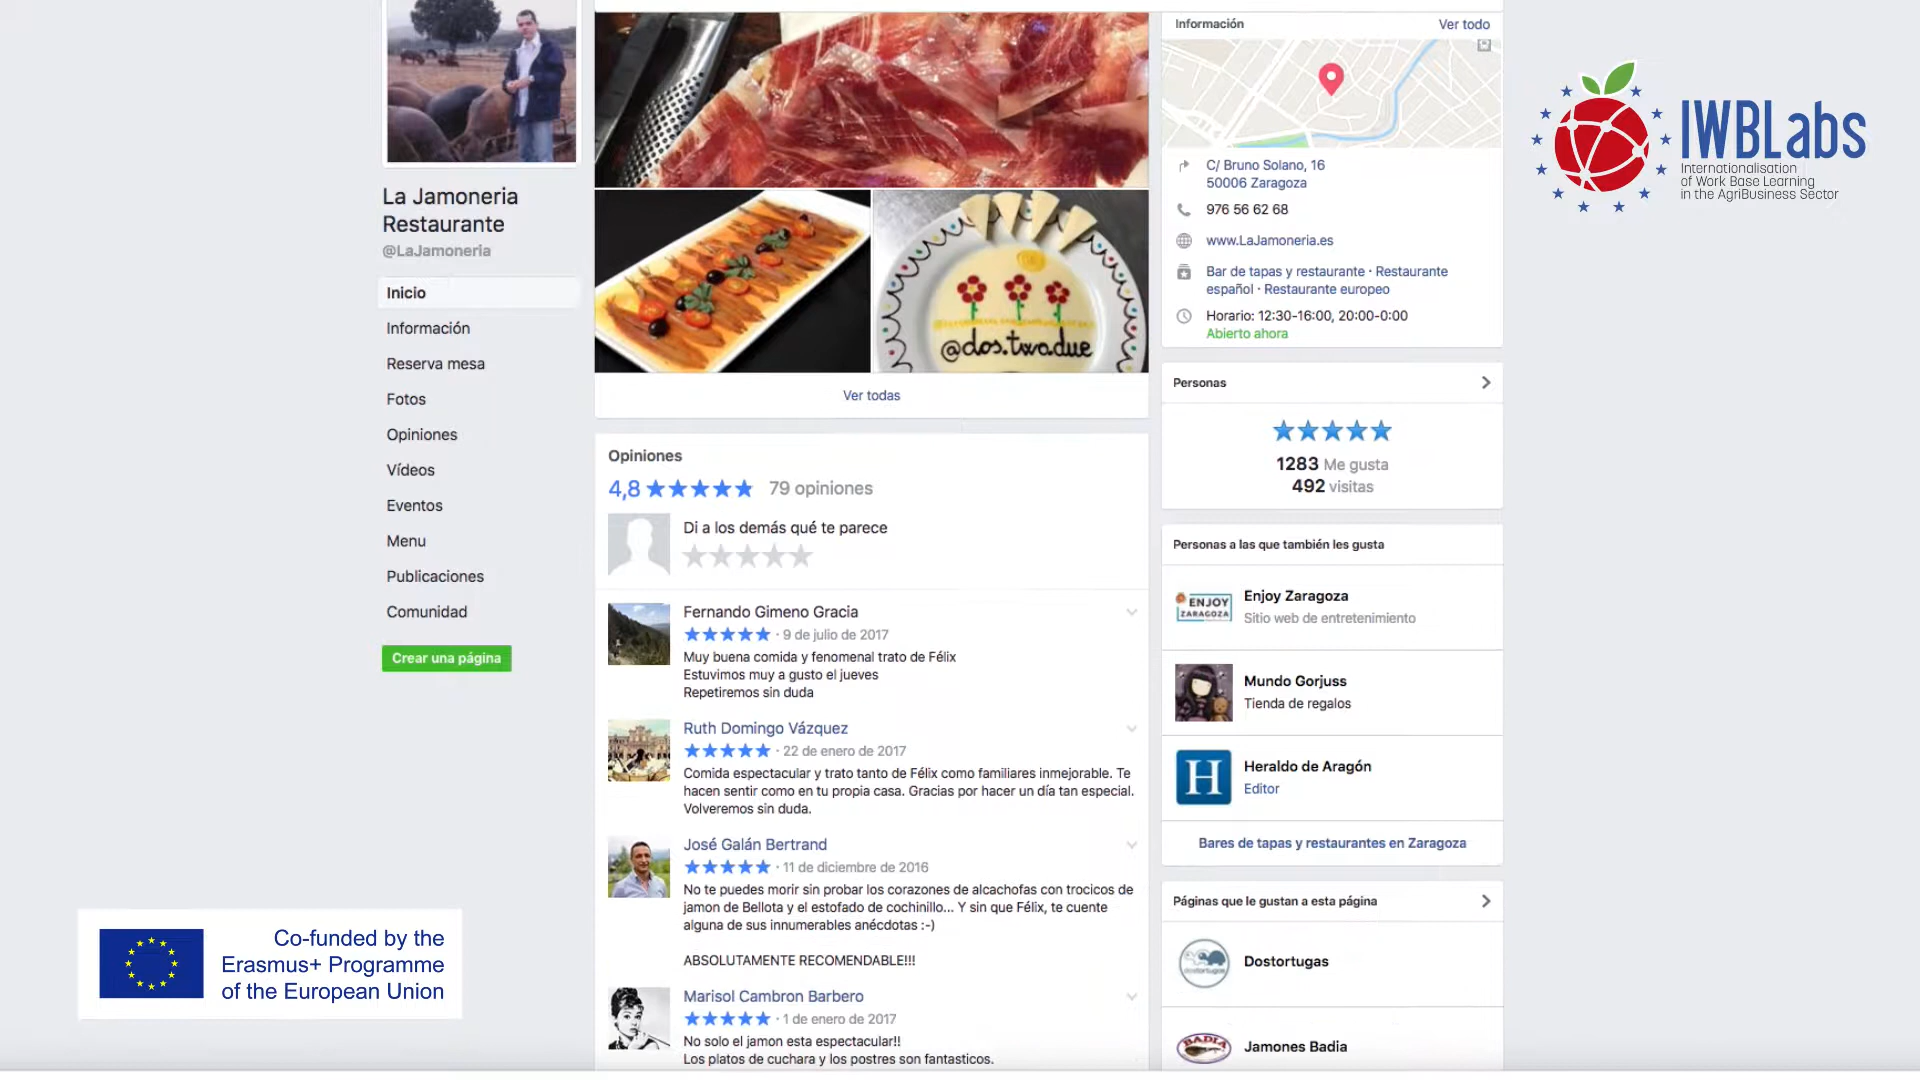 La Jamoneria
Restaurante
@LaJamoneria
Inicio
Información
Reserva mesa
Fotos
Opiniones
Vídeos
Eventos
Menu
Publicaciones
Comunidad
Crear una página
@dos.two.due
Ver todas
Opiniones
4,8 79 opiniones
Di a los demás qué te parece
Fernando Gimeno Gracia
· 9 de julio de 2017
Muy buena comida y fenomenal trato de Félix
Estuvimos muy a gusto el jueves
Repetiremos sin duda
Ruth Domingo Vázquez
· 22 de enero de 2017
Comida espectacular y trato tanto de Félix como familiares inmejorable. Te
hacen sentir como en tu propia casa. Gracias por hacer un día tan especial.
Volveremos sin duda.
José Galán Bertrand
· 11 de diciembre de 2016
No te puedes morir sin probar los corazones de alcachofas con trocicos de
jamon de Bellota y el estofado de cochinillo... Y sin que Félix, te cuente
alguna de sus innumerables anécdotas :-)
ABSOLUTAMENTE RECOMENDABLE!!!
Marisol Cambron Barbero
· 1 de enero de 2017
No solo el jamon esta espectacular!!
Los platos de cuchara y los postres son fantasticos.
Información
Ver todo
C/ Bruno Solano, 16
50006 Zaragoza
976 56 62 68
www.LaJamoneria.es
Bar de tapas y restaurante · Restaurante
español · Restaurante europeo
Horario: 12:30-16:00, 20:00-0:00
Abierto ahora
Personas
1283 Me gusta
492 visitas
Personas a las que también les gusta
ENJOY
ZARAGOZA
Enjoy Zaragoza
Sitio web de entretenimiento
Mundo Gorjuss
Tienda de regalos
H
Heraldo de Aragón
Editor
Bares de tapas y restaurantes en Zaragoza
Páginas que le gustan a esta página
dostortugas
Dostortugas
BADIA
Jamones Badia
IWBLabs
Internationalisation
of Work Base Learning
in the AgriBusiness Sector
Co-funded by the
Erasmus+ Programme
of the European Union